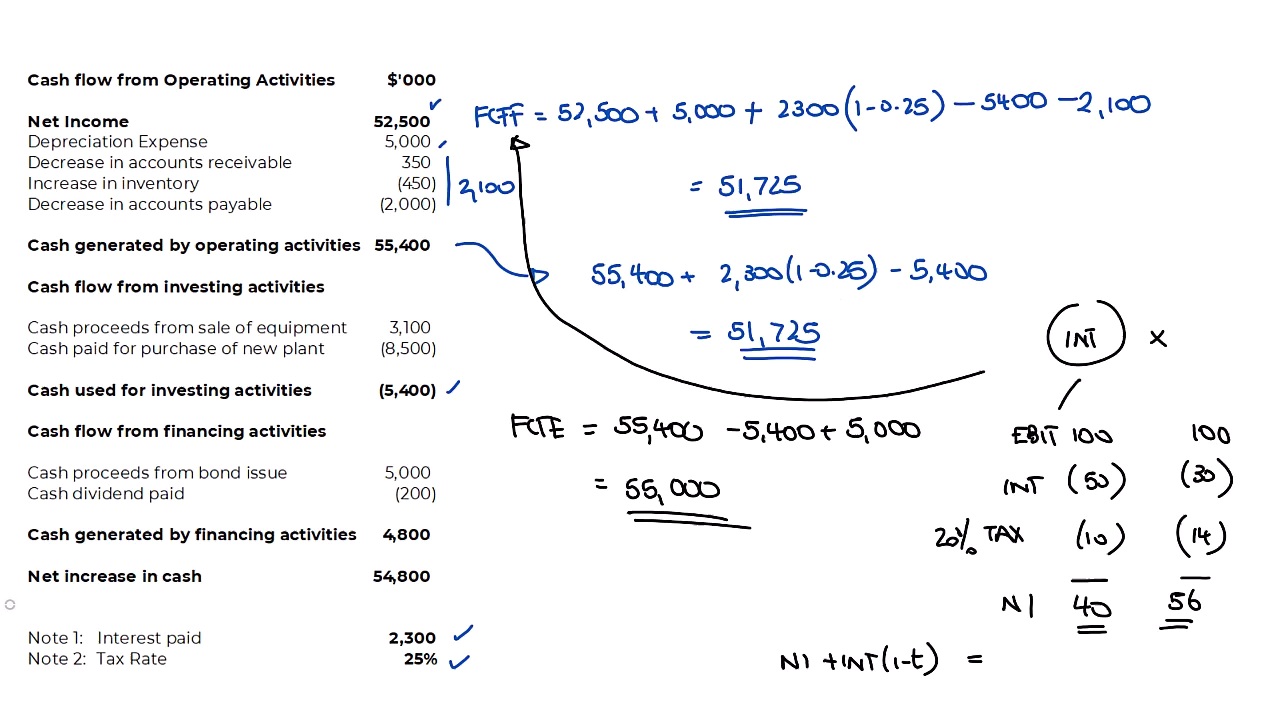 Cash flow from Operating Activities $'000
Net Income 52,500
Depreciation Expense 5,000
Decrease in accounts receivable 350
Increase in inventory (450)
Decrease in accounts payable (2,000)
2,100
Cash generated by operating activities 55,400
Cash flow from investing activities
Cash proceeds from sale of equipment 3,100
Cash paid for purchase of new plant (8,500)
Cash used for investing activities (5,400)
Cash flow from financing activities
Cash proceeds from bond issue 5,000
Cash dividend paid (200)
Cash generated by financing activities 4,800
Net increase in cash 54,800
Note 1: Interest paid 2,300
Note 2: Tax Rate 25%
FCFF = 52,500 + 5,000 + 2300(1-0.25) - 5400 - 2,100
= 51,725
55,400 + 2,300(1-0.25) - 5,400
= 51,725
FCFE = 55,400 - 5,400 + 5,000
= 55,000
INT x
EBIT 100 100
INT (50) (30)
20% TAX (10) (14)
NI 40 56
NI + INT(1-t) =